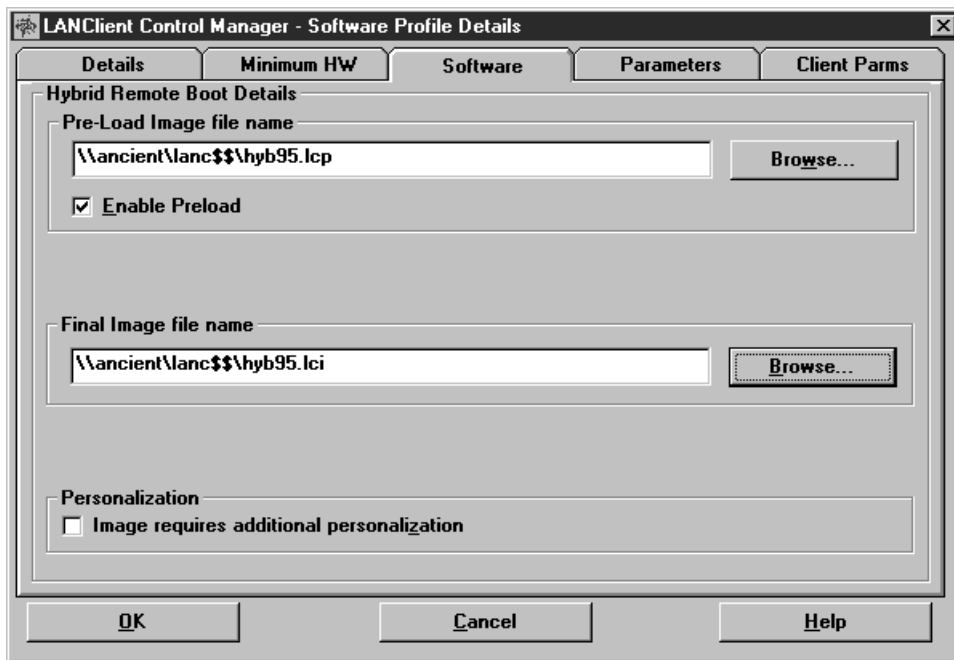 LANClient Control Manager - Software Profile Details
Details Minimum HW Software Parameters Client Parms
Hybrid Remote Boot Details
Pre-Load Image file name
\\ancient\lanc$$\hyb95.lcp Browse...
Enable Preload
Final Image file name
\\ancient\lanc$$\hyb95.lci Browse...
Personalization
Image requires additional personalization
OK Cancel Help